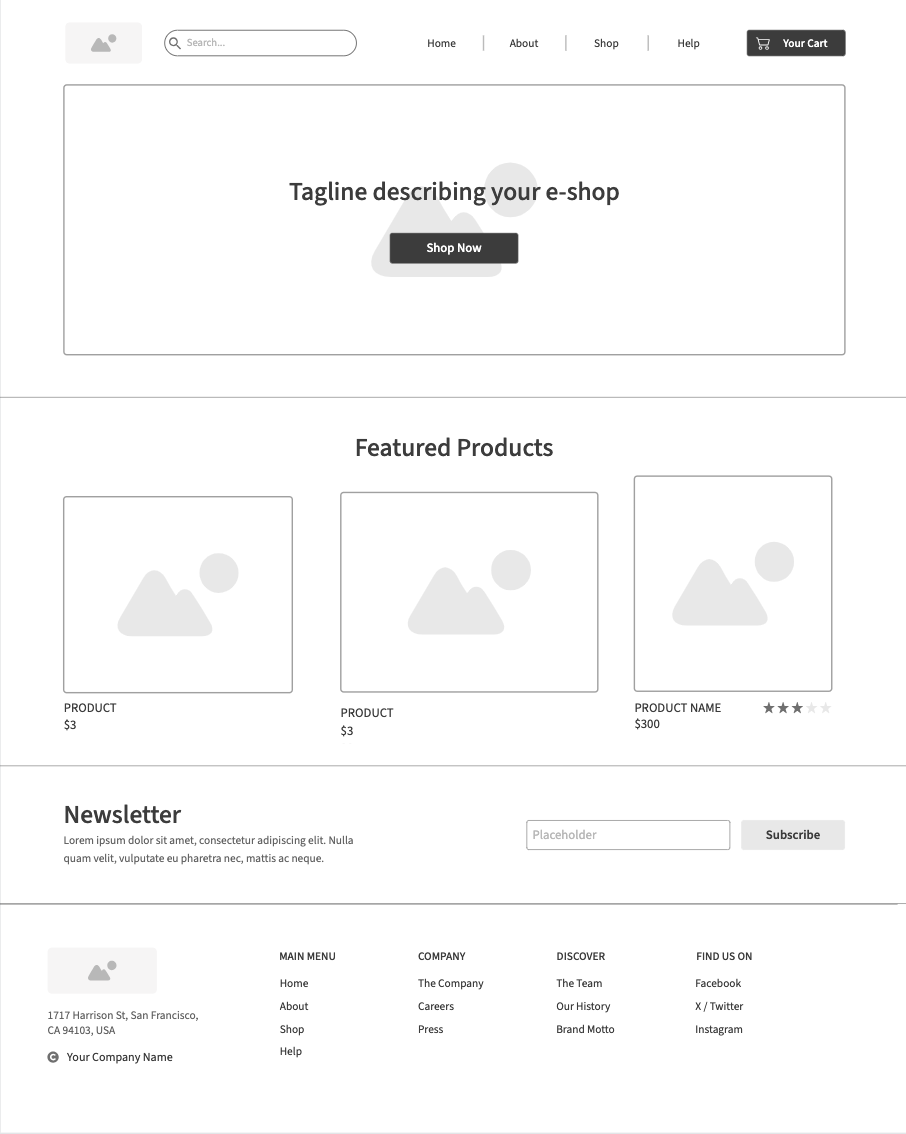 Search...
Home
About
Shop
Help
Your Cart
Tagline describing your e-shop
Shop Now
Featured Products
PRODUCT
$3
PRODUCT
$3
PRODUCT NAME
$300
Newsletter
Lorem ipsum dolor sit amet, consectetur adipiscing elit. Nulla
quam velit, vulputate eu pharetra nec, mattis ac neque.
Placeholder
Subscribe
1717 Harrison St, San Francisco,
CA 94103, USA
© Your Company Name
MAIN MENU
Home
About
Shop
Help
COMPANY
The Company
Careers
Press
DISCOVER
The Team
Our History
Brand Motto
FIND US ON
Facebook
X / Twitter
Instagram